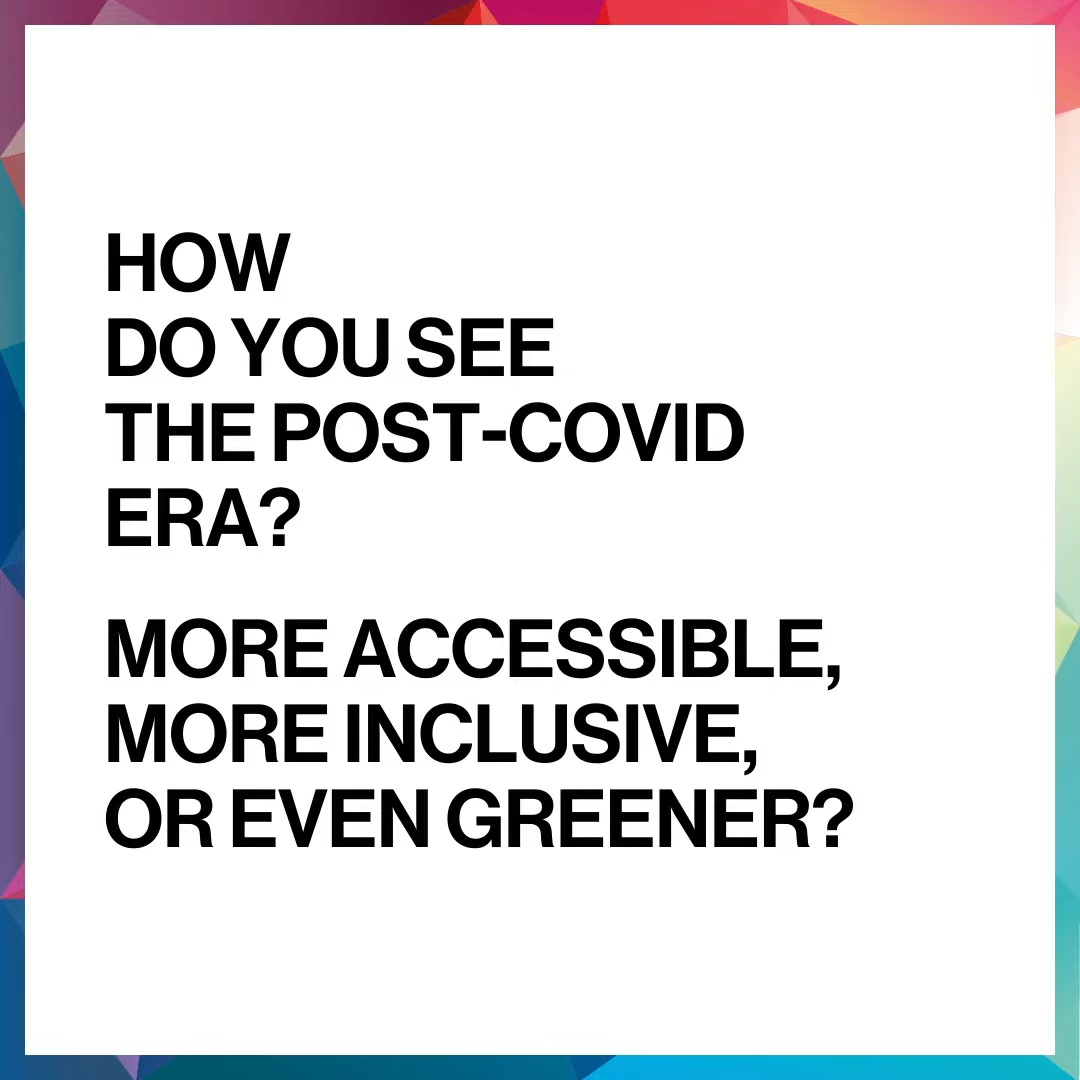 HOW
DO YOU SEE
THE POST-COVID
ERA?
MORE ACCESSIBLE,
MORE INCLUSIVE,
OR EVEN GREENER?